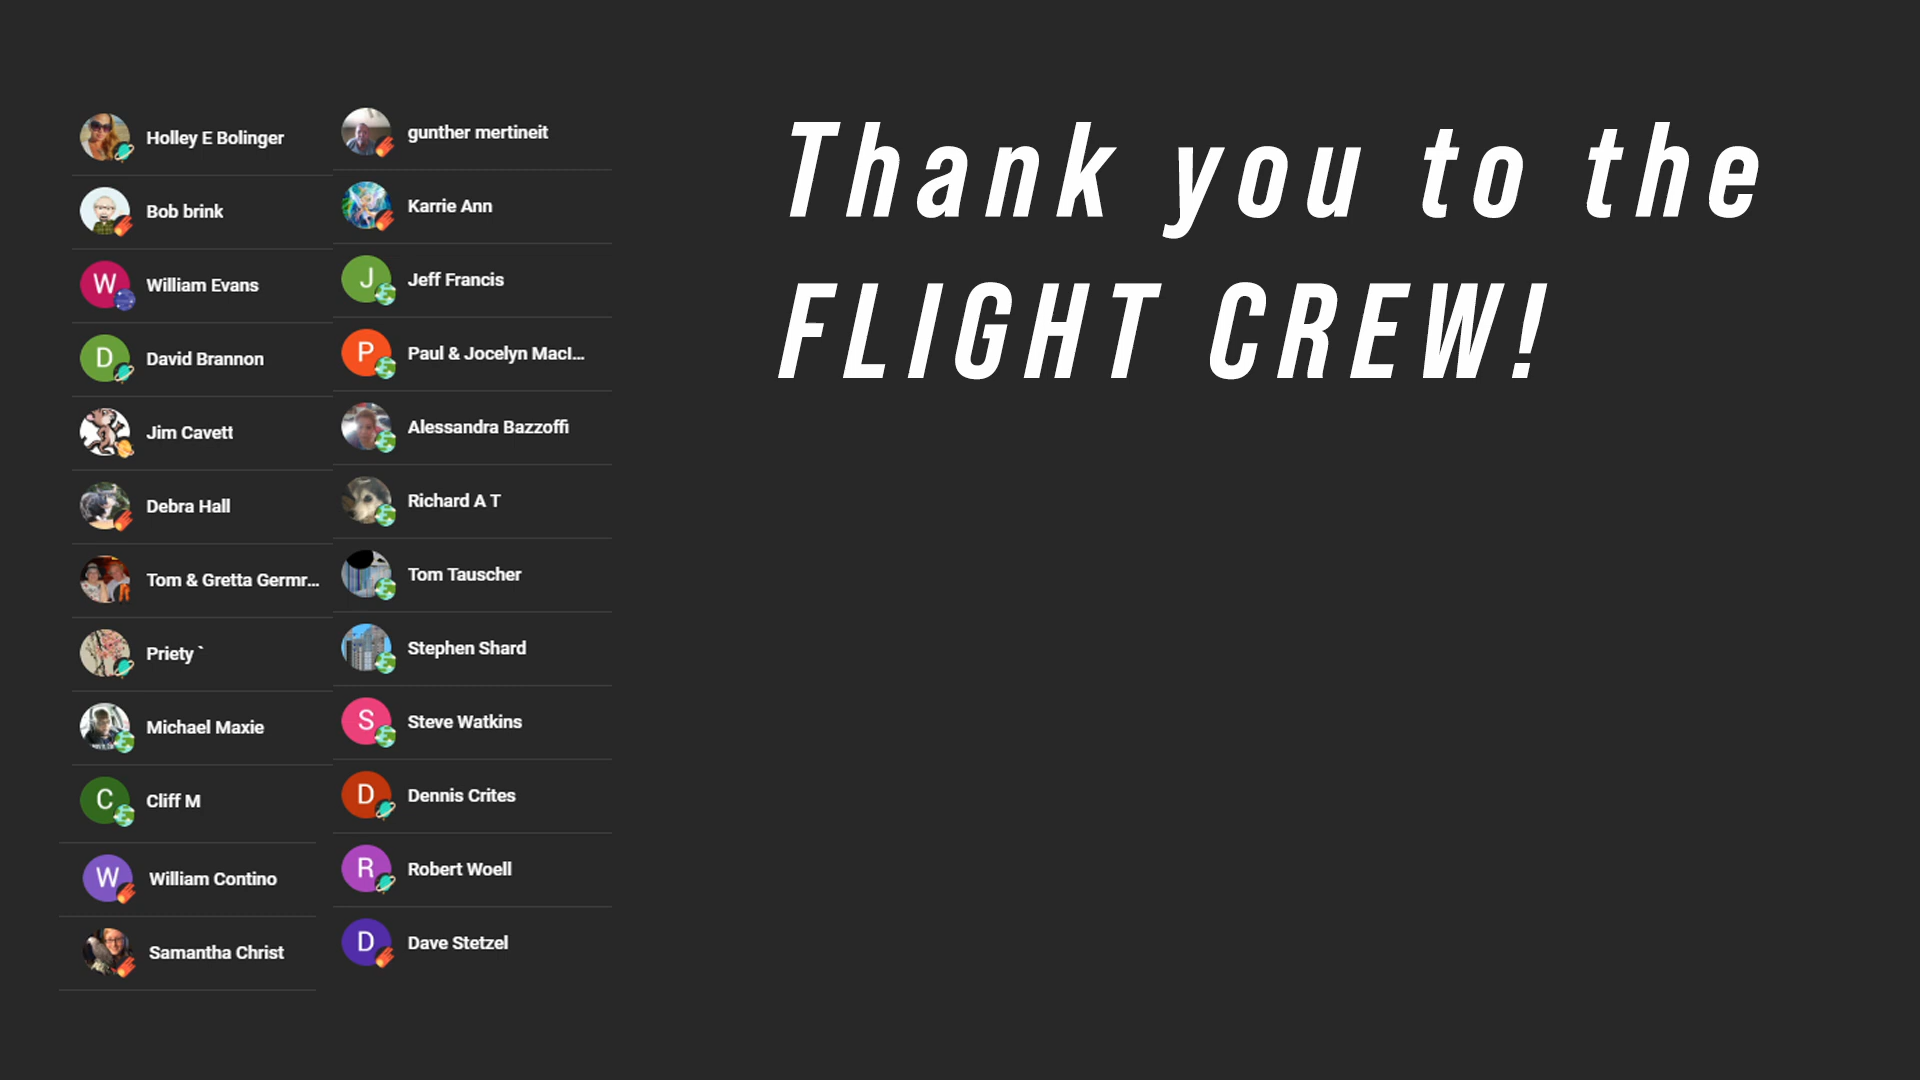 Holley E Bolinger
Bob brink
W William Evans
D David Brannon
Jim Cavett
Debra Hall
Tom & Gretta Germr...
Priety `
Michael Maxie
C Cliff M
W William Contino
Samantha Christ
gunther mertineit
Karrie Ann
J Jeff Francis
P Paul & Jocelyn MacI...
Alessandra Bazzoffi
Richard A T
Tom Tauscher
Stephen Shard
S Steve Watkins
D Dennis Crites
R Robert Woell
D Dave Stetzel
Thank you to the
FLIGHT CREW!